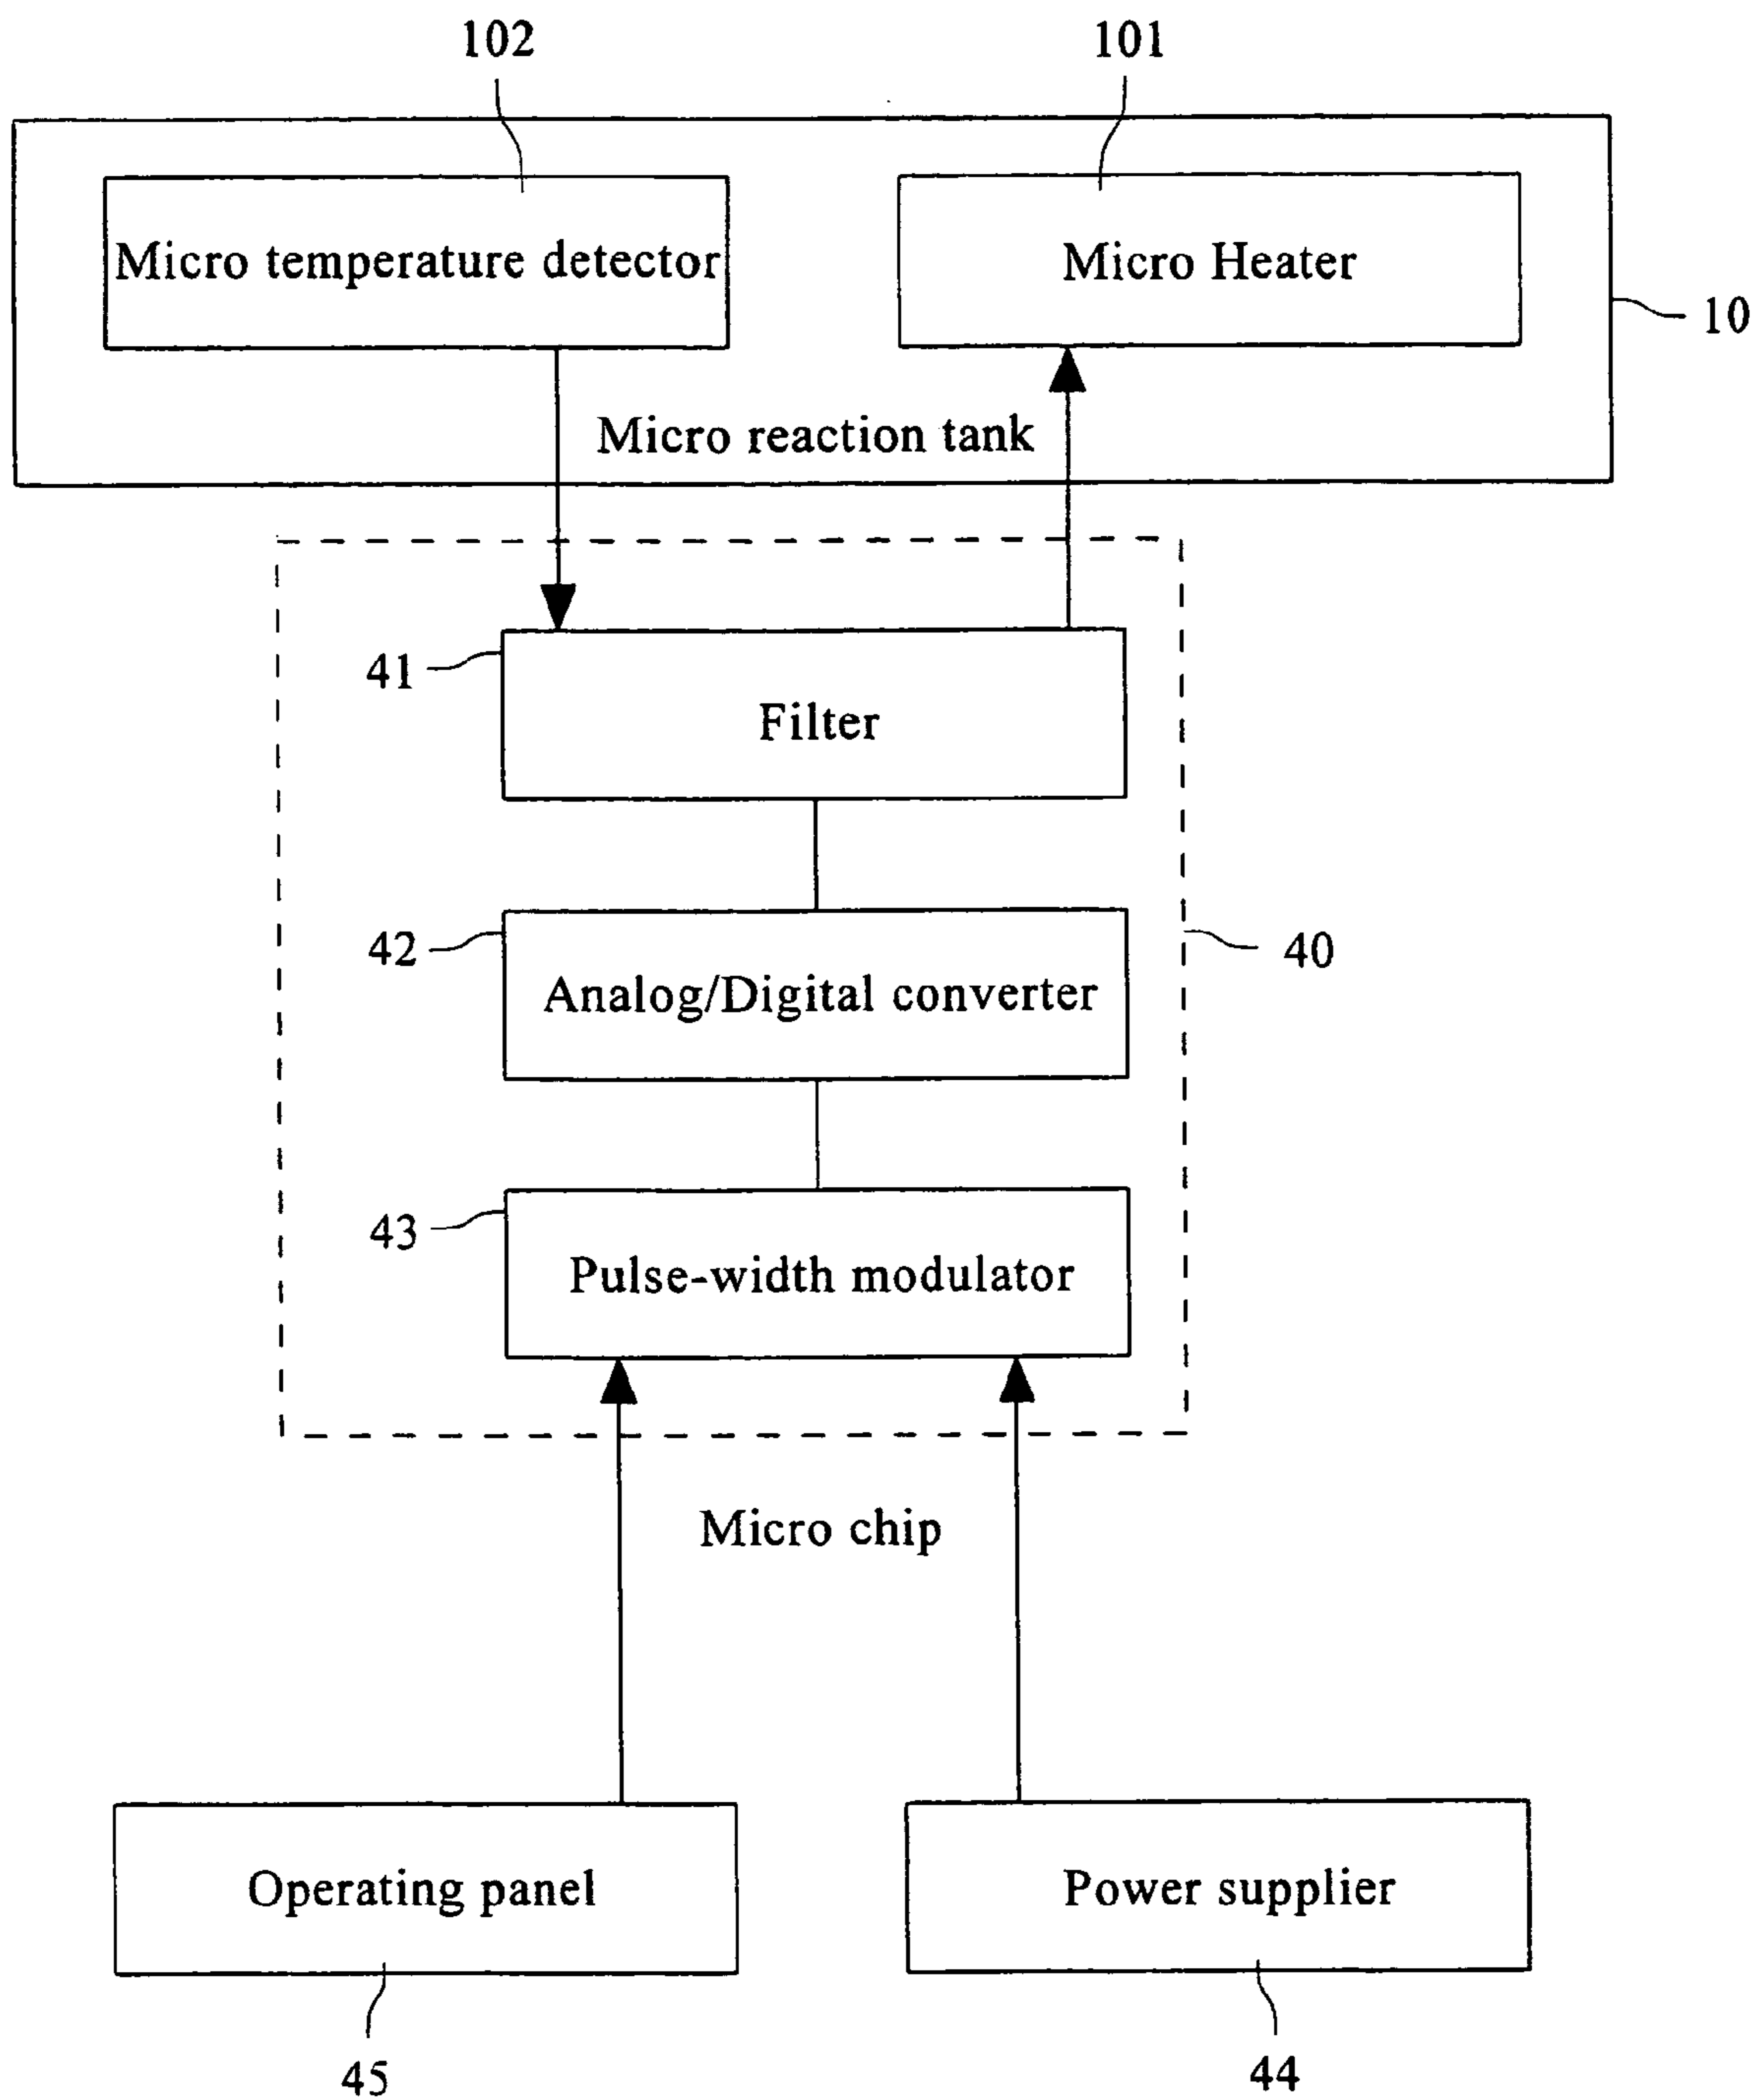 102
101
Micro temperature detector
Micro Heater
10
Micro reaction tank
41
Filter
42
Analog/Digital converter
40
43
Pulse-width modulator
Micro chip
Operating panel
Power supplier
45
44